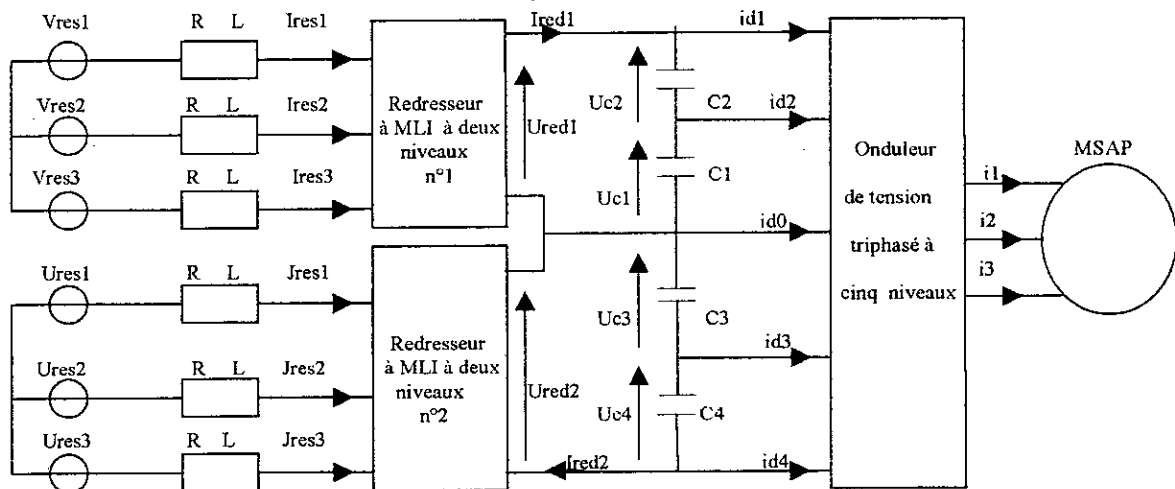 Vres1
R L
Ires1
Vres2
R L
Ires2
Vres3
R L
Ires3
Redresseur
à MLI à deux
niveaux
n°1
Ired1
Ured1
Ures1
R L
Jres1
Ures2
R L
Jres2
Ures3
R L
Jres3
Redresseur
à MLI à deux
niveaux
n°2
Ured2
Ired2
Uc2
C2
Uc1
C1
Uc3
C3
Uc4
C4
id1
id2
id0
id3
id4
Onduleur
de tension
triphasé à
cinq niveaux
i1
i2
i3
MSAP